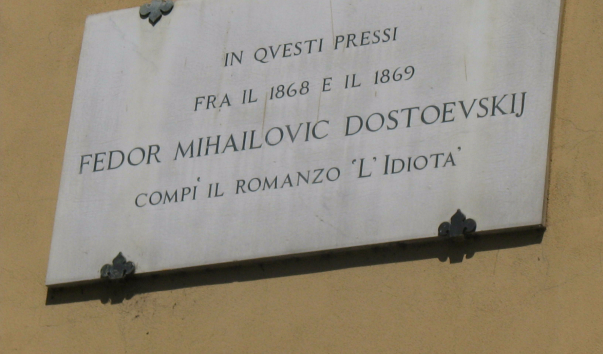 IN QVESTI PRESSI
FRA IL 1868 E IL 1869
FEDOR MIHAILOVIC DOSTOEVSKIJ
COMPI' IL ROMANZO 'L'IDIOTA'